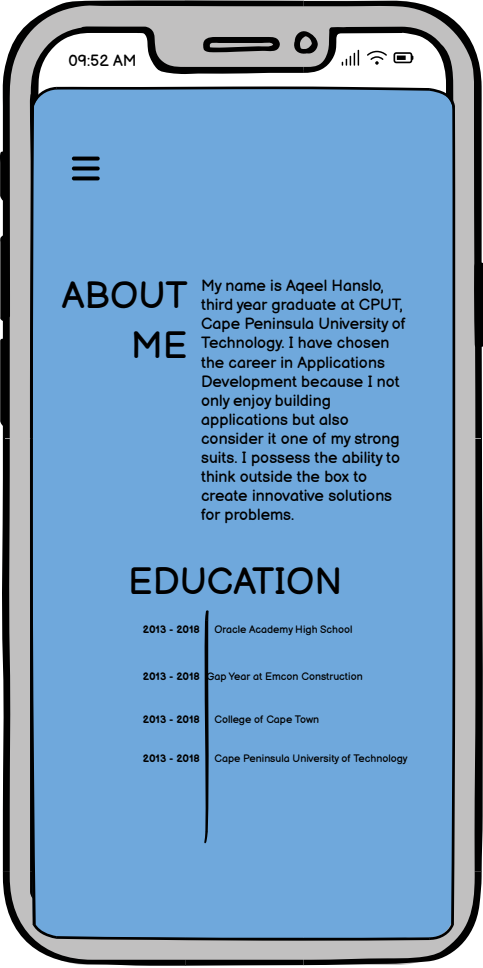 09:52 AM
ABOUT
ME
My name is Aqeel Hanslo,
third year graduate at CPUT,
Cape Peninsula University of
Technology. I have chosen
the career in Applications
Development because I not
only enjoy building
applications but also
consider it one of my strong
suits. I possess the ability to
think outside the box to
create innovative solutions
for problems.
EDUCATION
2013 - 2018 Oracle Academy High School
2013 - 2018 Gap Year at Emcon Construction
2013 - 2018 College of Cape Town
2013 - 2018 Cape Peninsula University of Technology